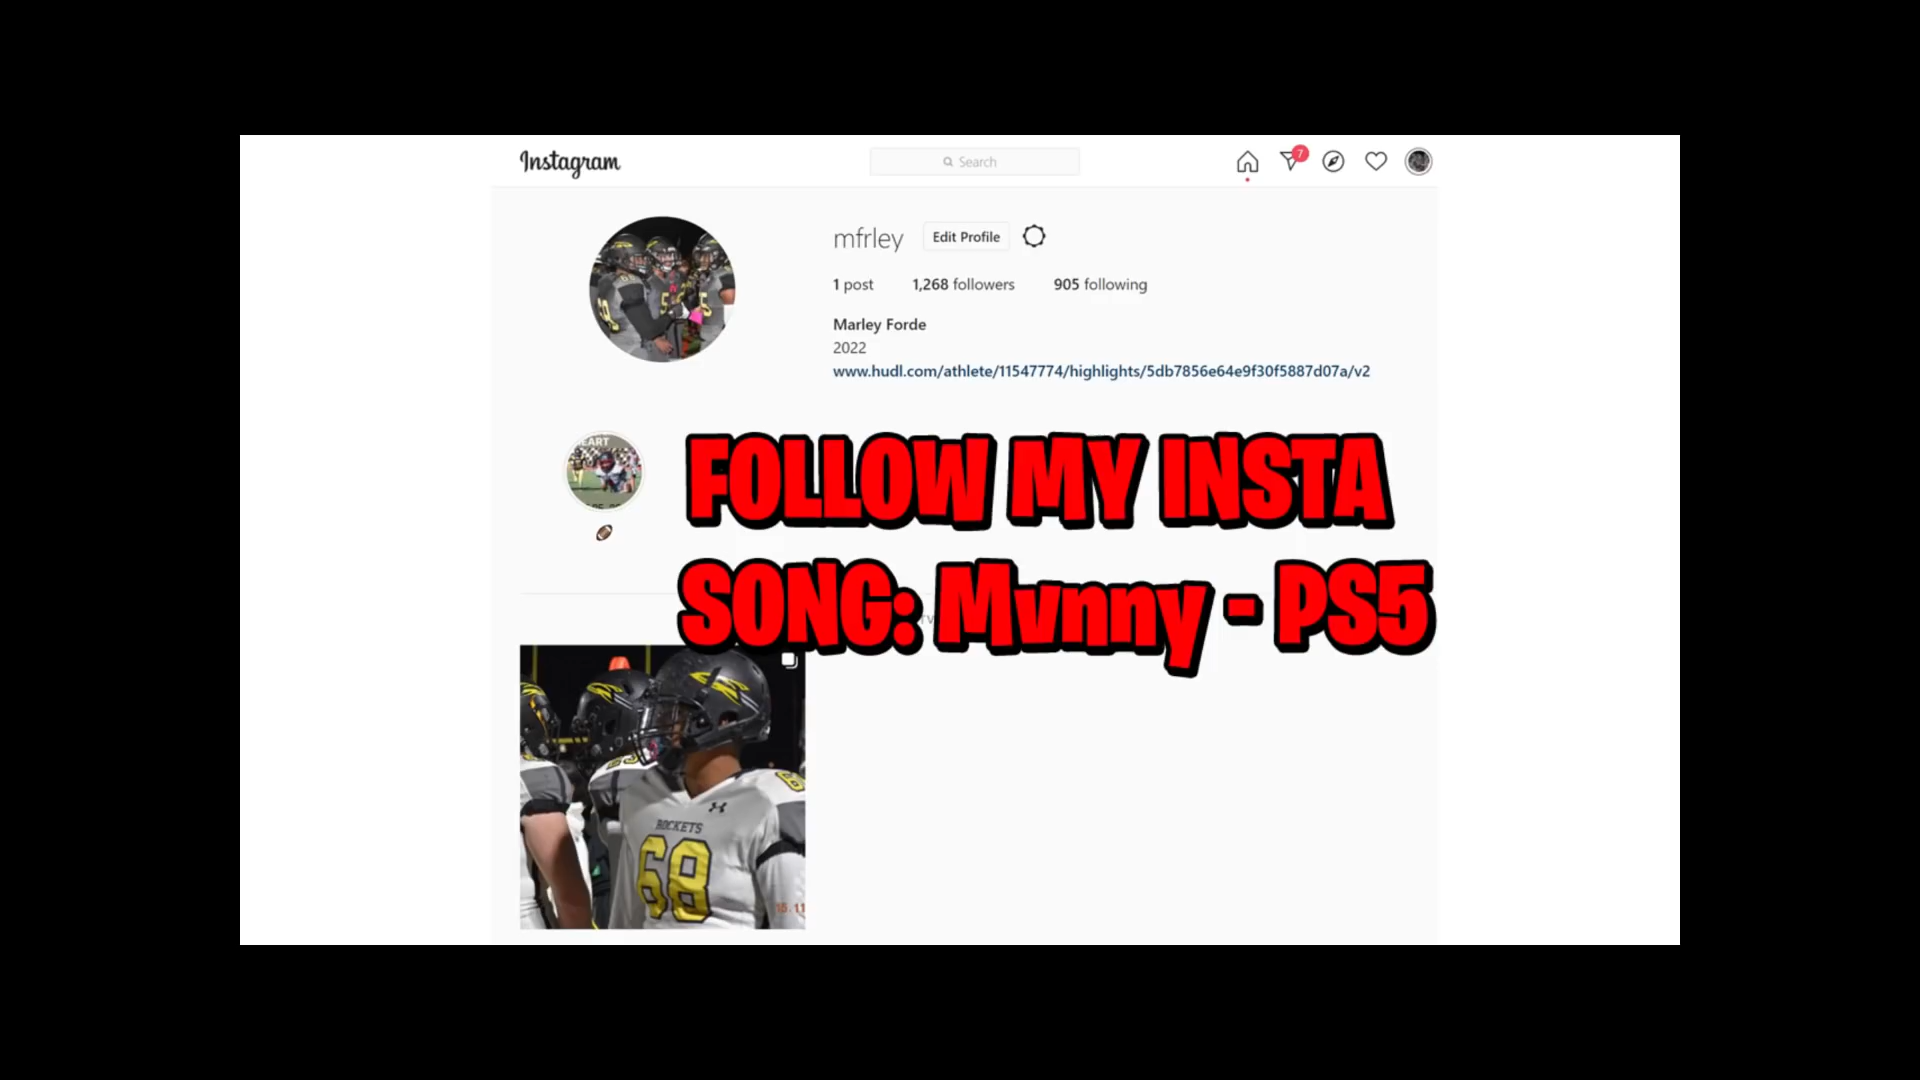 Instagram
Search
7
mfrley Edit Profile
1 post 1,268 followers 905 following
Marley Forde
2022
www.hudl.com/athlete/11547774/highlights/5db7856e64e9f30f5887d07a/v2
FOLLOW MY INSTA
SONG: Mvnny - PS5
ROCKETS
68